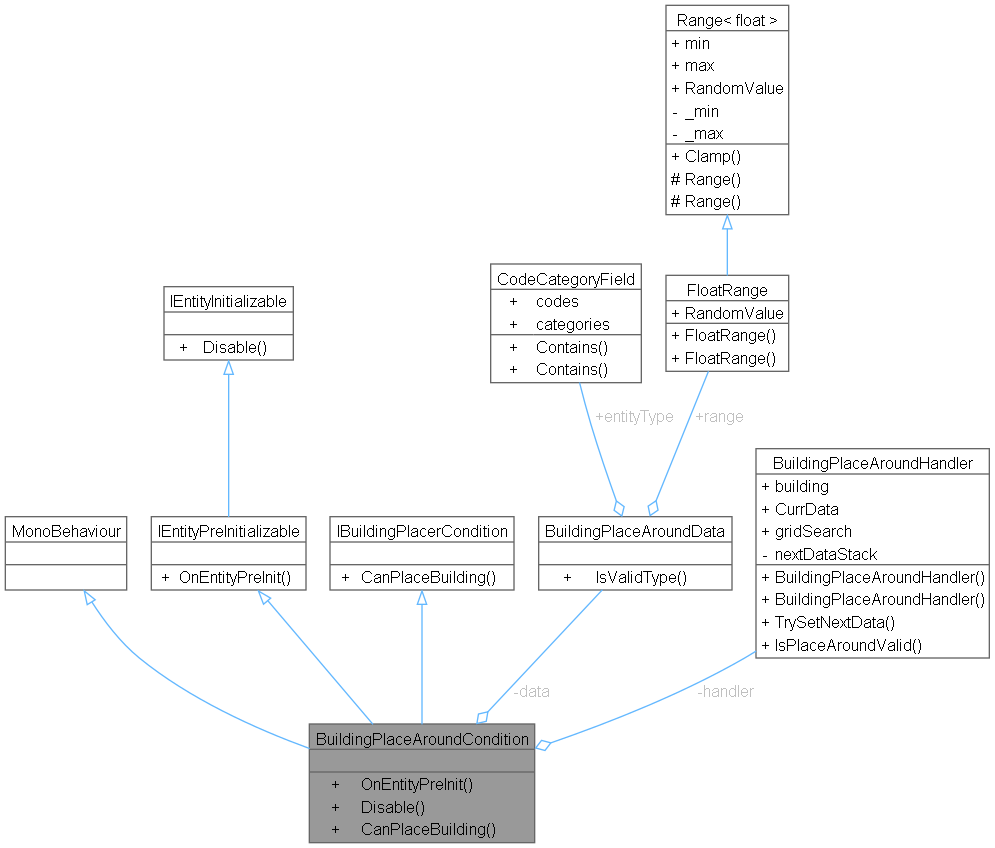 Range< float >
+ min
+ max
+ RandomValue
- _min
- _max
+ Clamp()
# Range()
# Range()
CodeCategoryField
+ codes
+ categories
+ Contains()
+ Contains()
FloatRange
+ RandomValue
+ FloatRange()
+ FloatRange()
IEntityInitializable
+ Disable()
+entityType
+range
BuildingPlaceAroundHandler
+ building
+ CurrData
+ gridSearch
- nextDataStack
+ BuildingPlaceAroundHandler()
+ BuildingPlaceAroundHandler()
+ TrySetNextData()
+ IsPlaceAroundValid()
MonoBehaviour
IEntityPreInitializable
+ OnEntityPreInit()
IBuildingPlacerCondition
+ CanPlaceBuilding()
BuildingPlaceAroundData
+ IsValidType()
-data
-handler
BuildingPlaceAroundCondition
+ OnEntityPreInit()
+ Disable()
+ CanPlaceBuilding()